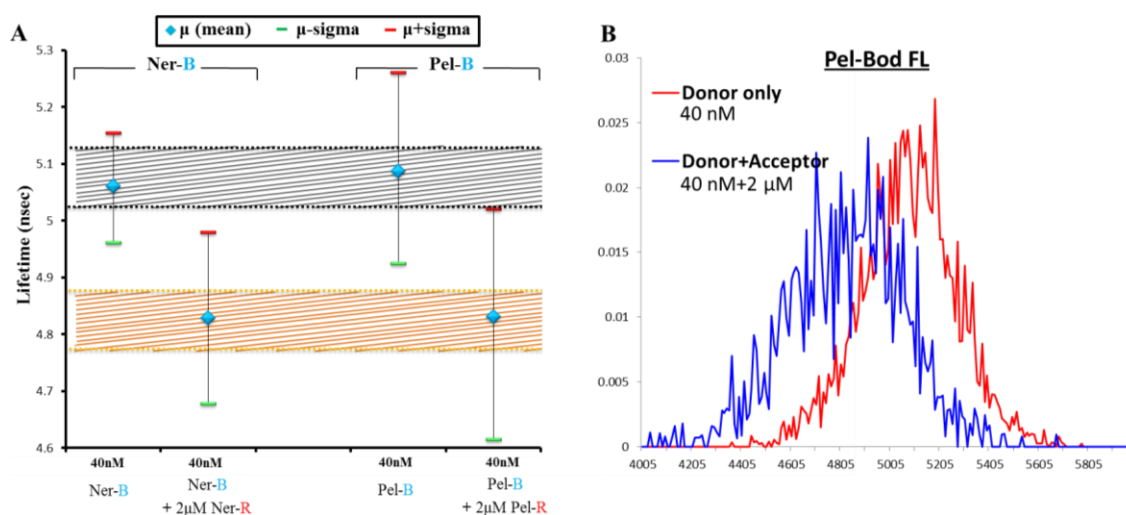 A
μ (mean) μ-sigma μ+sigma
Ner-B
Pel-B
Lifetime (nsec)
5.3
5.2
5.1
5
4.9
4.8
4.7
4.6
40nM
Ner-B
40nM
Ner-B
+ 2μM Ner-R
40nM
Pel-B
40nM
Pel-B
+ 2μM Pel-R
B
Pel-Bod FL
Donor only
40 nM
Donor+Acceptor
40 nM+2 μM
0.03
0.025
0.02
0.015
0.01
0.005
0
4005 4205 4405 4605 4805 5005 5205 5405 5605 5805